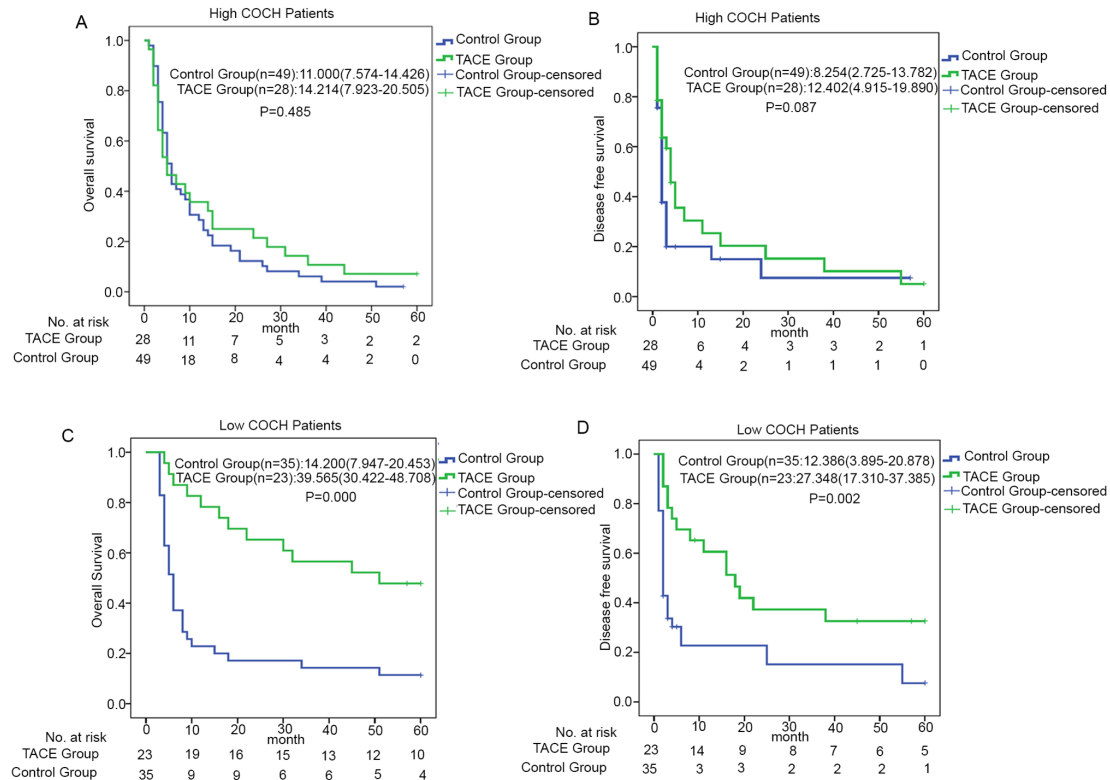 A
High COCH Patients
1.0
0.8
0.6
0.4
0.2
0.0
Overall survival
Control Group(n=49):11.000(7.574-14.426)
TACE Group(n=28):14.214(7.923-20.505)
P=0.485
Control Group
TACE Group
Control Group-censored
TACE Group-censored
0 10 20 30 40 50 60
month
No. at risk
TACE Group 28 11 7 5 3 2 2
Control Group 49 18 8 4 4 2 0
B
High COCH Patients
1.0
0.8
0.6
0.4
0.2
0.0
Disease free survival
Control Group(n=49):8.254(2.725-13.782)
TACE Group(n=28):12.402(4.915-19.890)
P=0.087
Control Group
TACE Group
Control Group-censored
TACE Group-censored
0 10 20 30 40 50 60
month
No. at risk
TACE Group 28 6 4 3 3 2 1
Control Group 49 4 2 1 1 1 0
C
Low COCH Patients
1.0
0.8
0.6
0.4
0.2
0.0
Overall Survival
Control Group(n=35):14.200(7.947-20.453)
TACE Group(n=23):39.565(30.422-48.708)
P=0.000
Control Group
TACE Group
Control Group-censored
TACE Group-censored
0 10 20 30 40 50 60
month
No. at risk
TACE Group 23 19 16 15 13 12 10
Control Group 35 9 9 6 6 5 4
D
Low COCH Patients
1.0
0.8
0.6
0.4
0.2
0.0
Disease free survival
Control Group(n=35:12.386(3.895-20.878)
TACE Group(n=23:27.348(17.310-37.385)
P=0.002
Control Group
TACE Group
Control Group-censored
TACE Group-censored
0 10 20 30 40 50 60
month
No. at risk
TACE Group 23 14 9 8 7 6 5
Control Group 35 3 3 2 2 2 1